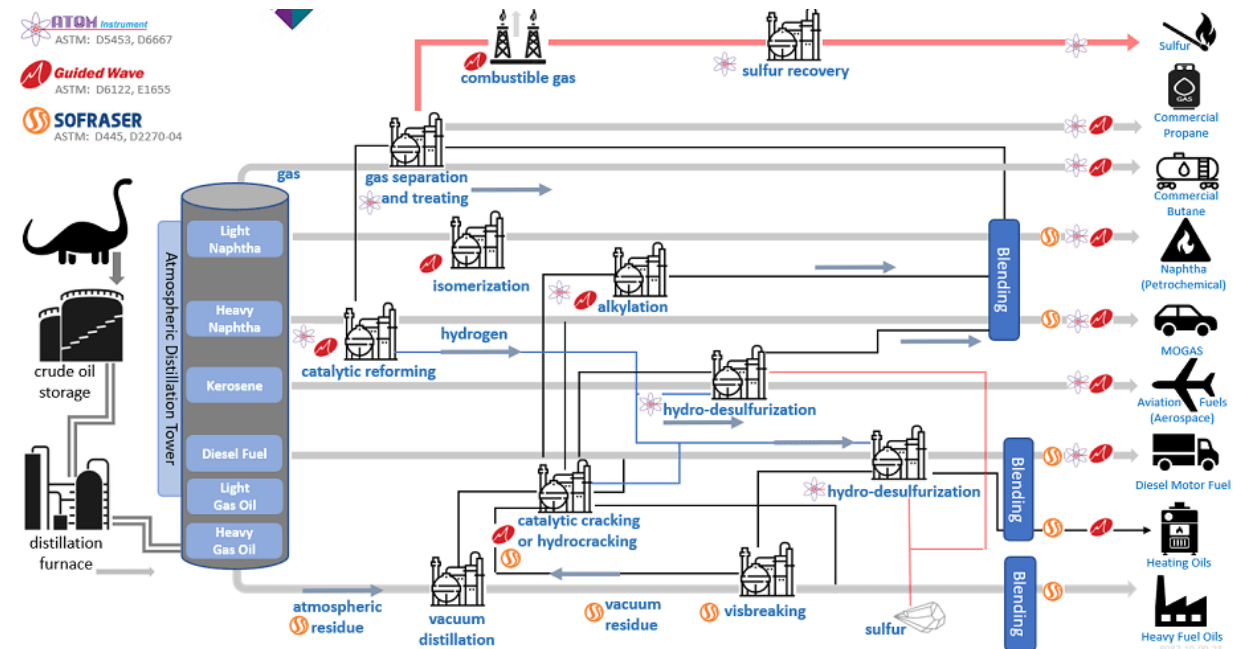 ATOM Instrument
ASTM: D5453, D6667
Guided Wave
ASTM: D6122, E1655
SOFRASER
ASTM: D445, D2270-04
combustible gas
sulfur recovery
Sulfur
GAS
Commercial
Propane
gas
gas separation
and treating
Commercial
Butane
Light
Naphtha
isomerization
Blending
Naphtha
(Petrochemical)
Atmospheric Distillation Tower
alkylation
Heavy
Naphtha
hydrogen
MOGAS
crude oil
storage
catalytic reforming
Kerosene
hydro-desulfurization
Aviation Fuels
(Aerospace)
Diesel Fuel
Blending
Diesel Motor Fuel
hydro-desulfurization
Light
Gas Oil
catalytic cracking
or hydrocracking
Heavy
Gas Oil
distillation
furnace
Heating Oils
Blending
atmospheric
residue
vacuum
distillation
vacuum
residue
visbreaking
sulfur
Heavy Fuel Oils